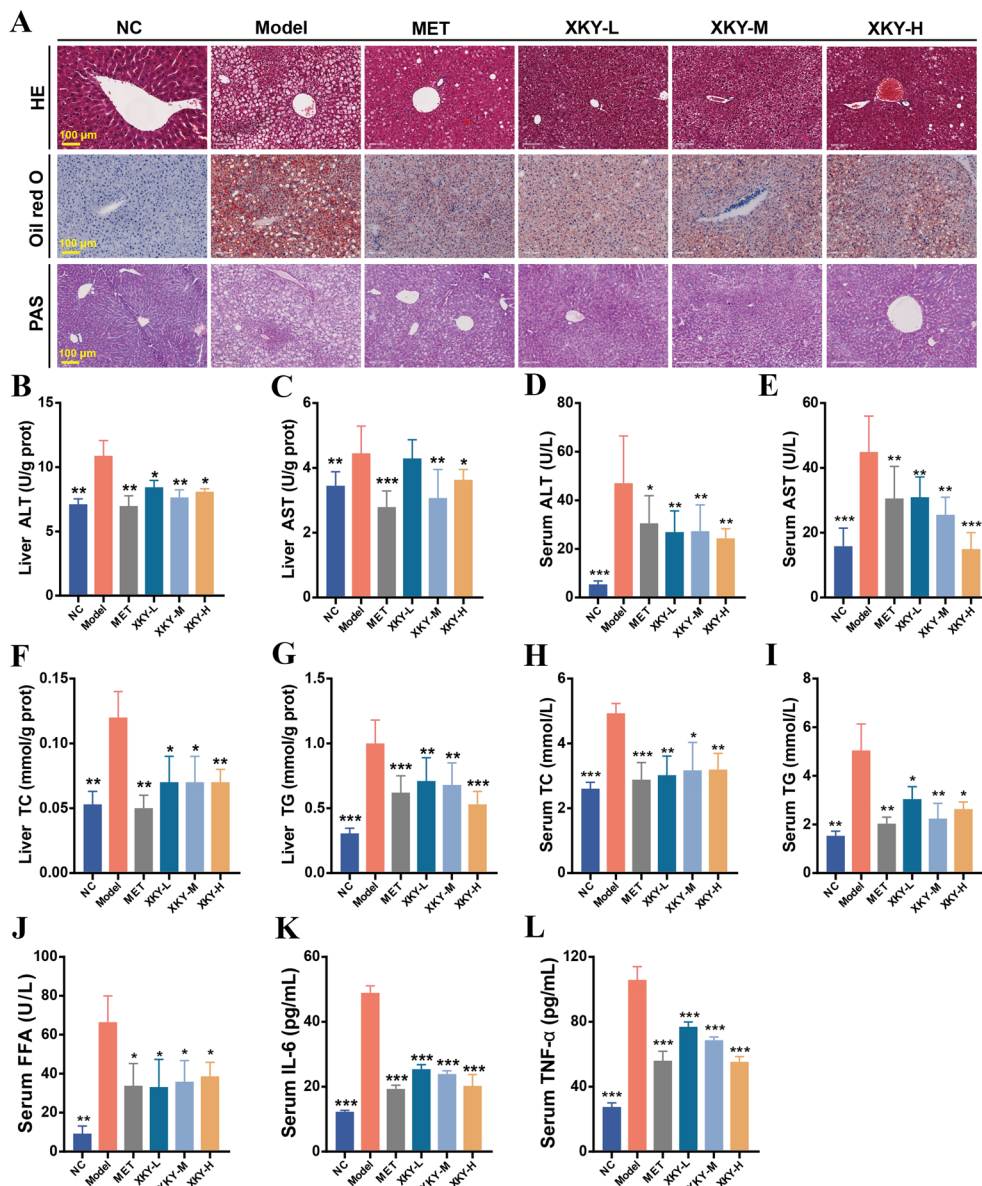 A
NC Model MET XKY-L XKY-M XKY-H
HE
100 μm
Oil red O
100 μm
PAS
100 μm
B
Liver ALT (U/g prot)
15
10
5
0
** ** * ** *
NC Model MET XKY-L XKY-M XKY-H
C
Liver AST (U/g prot)
6
4
2
0
** *** ** *
NC Model MET XKY-L XKY-M XKY-H
D
Serum ALT (U/L)
80
60
40
20
0
*** * ** ** **
NC Model MET XKY-L XKY-M XKY-H
E
Serum AST (U/L)
60
40
20
0
*** ** ** ** ***
NC Model MET XKY-L XKY-M XKY-H
F
Liver TC (mmol/g prot)
0.15
0.10
0.05
0.00
** ** * * **
NC Model MET XKY-L XKY-M XKY-H
G
Liver TG (mmol/g prot)
1.5
1.0
0.5
0.0
*** *** ** ** ***
NC Model MET XKY-L XKY-M XKY-H
H
Serum TC (mmol/L)
6
4
2
0
*** *** ** * **
NC Model MET XKY-L XKY-M XKY-H
I
Serum TG (mmol/L)
8
6
4
2
0
** ** * ** *
NC Model MET XKY-L XKY-M XKY-H
J
Serum FFA (U/L)
100
80
60
40
20
0
** * * * *
NC Model MET XKY-L XKY-M XKY-H
K
Serum IL-6 (pg/mL)
60
40
20
0
*** *** *** *** ***
NC Model MET XKY-L XKY-M XKY-H
L
Serum TNF-α (pg/mL)
120
90
60
30
0
*** *** *** *** ***
NC Model MET XKY-L XKY-M XKY-H